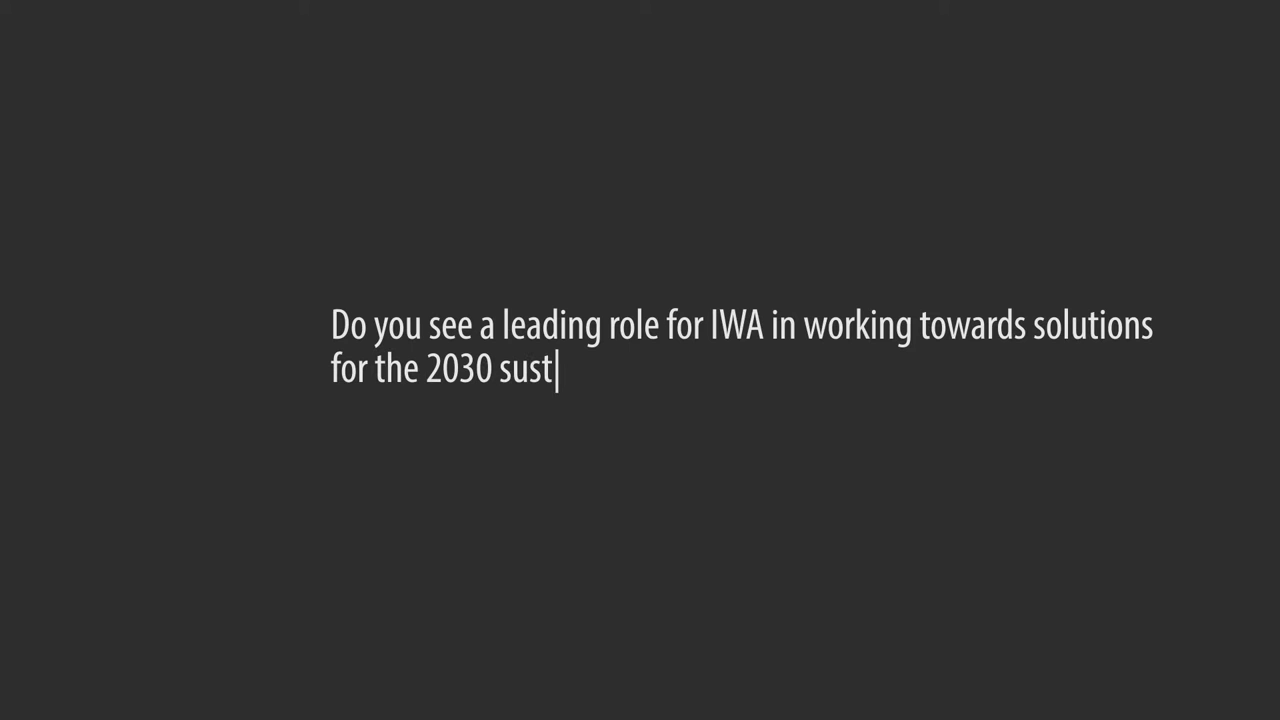 Do you see a leading role for IWA in working towards solutions
for the 2030 sust